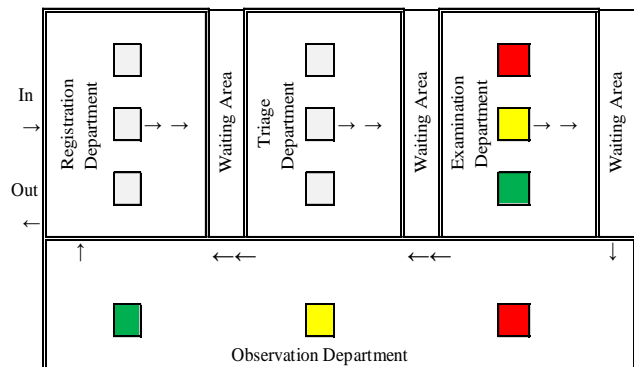 In
→
Out
←
Registration
Department
→ →
Waiting Area
Triage
Department
→ →
Waiting Area
Examination
Department
→ →
Waiting Area
↑
←←
←←
↓
Observation Department